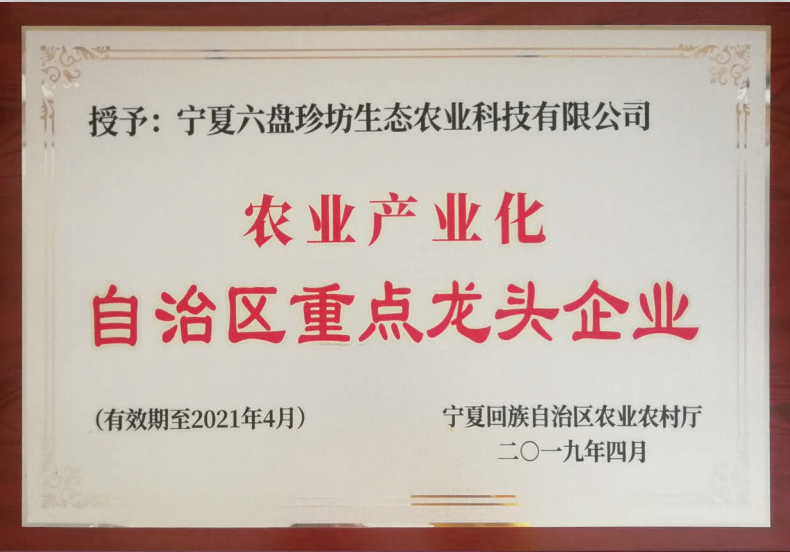 授予：宁夏六盘珍坊生态农业科技有限公司
农业产业化
自治区重点龙头企业
（有效期至2021年4月）
宁夏回族自治区农业农村厅
二〇一九年四月